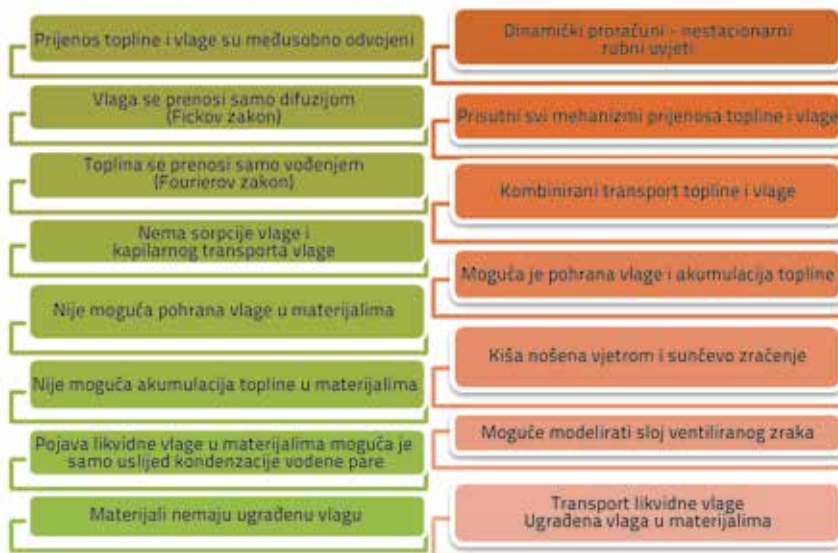 Prijenos topline i vlage su međusobno odvojeni
Vlaga se prenosi samo difuzijom
(Fickov zakon)
Toplina se prenosi samo vođenjem
(Fourierov zakon)
Nema sorpcije vlage i
kapilarnog transporta vlage
Nije moguća pohrana vlage u materijalima
Nije moguća akumulacija topline u materijalima
Pojava likvidne vlage u materijalima moguća je
samo uslijed kondenzacije vodene pare
Materijali nemaju ugrađenu vlagu
Dinamički proračuni - nestacionarni
rubni uvjeti
Prisutni svi mehanizmi prijenosa topline i vlage
Kombinirani transport topline i vlage
Moguća je pohrana vlage i akumulacija topline
Kiša nošena vjetrom i sunčevo zračenje
Moguće modelirati sloj ventiliranog zraka
Transport likvidne vlage
Ugrađena vlaga u materijalima